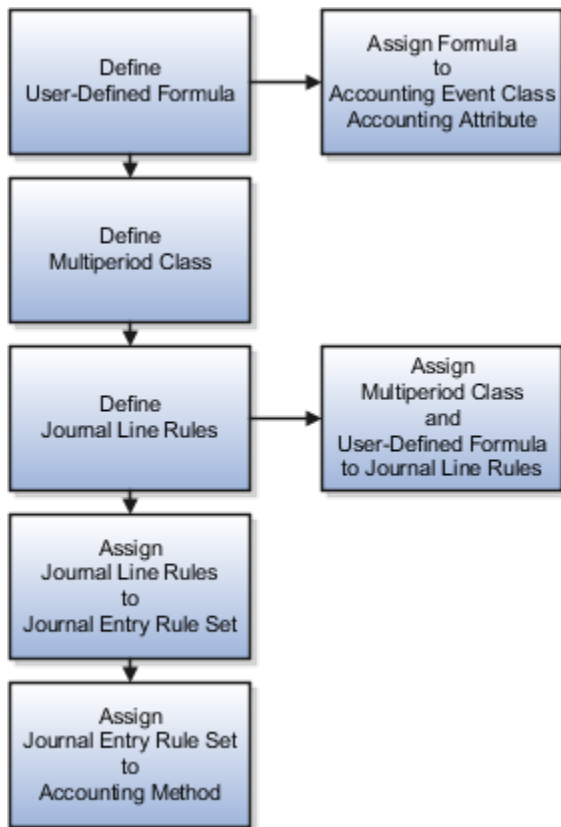 Define
User-Defined Formula
Assign Formula
to
Accounting Event Class
Accounting Attribute
Define
Multiperiod Class
Define
Journal Line Rules
Assign
Multiperiod Class
and
User-Defined Formula
to Journal Line Rules
Assign
Journal Line Rules
to
Journal Entry Rule Set
Assign
Journal Entry Rule Set
to
Accounting Method